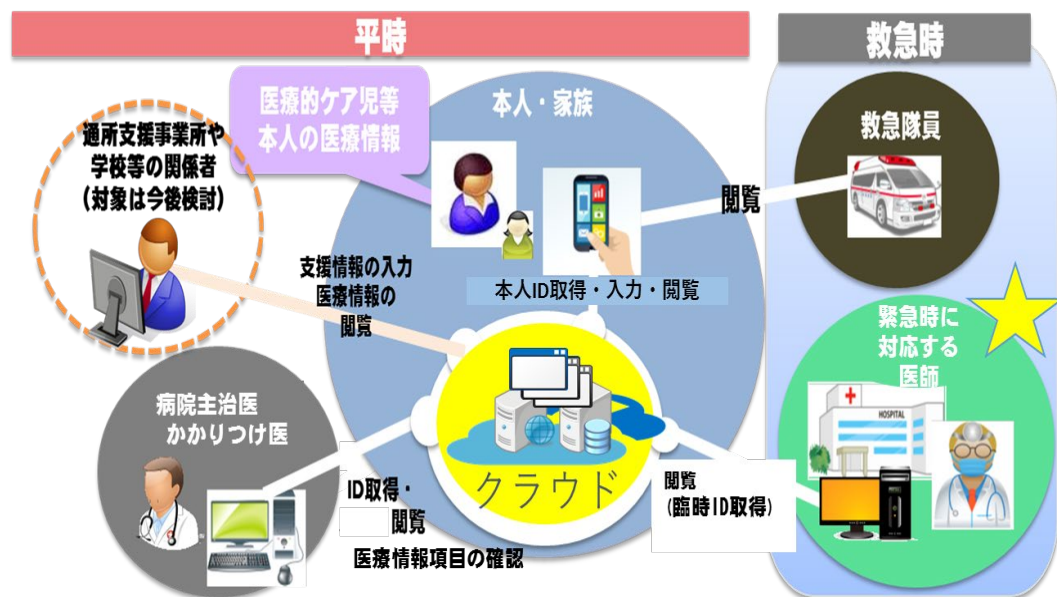 平時
救急時
医療的ケア児等
本人の医療情報
本人・家族
救急隊員
通所支援事業所や
学校等の関係者
(対象は今後検討)
閲覧
支援情報の入力
医療情報の
閲覧
本人ID取得・入力・閲覧
緊急時に
対応する
医師
HOSPITAL
病院主治医
かかりつけ医
クラウド
ID取得・
閲覧
医療情報項目の確認
閲覧
(臨時ID取得)